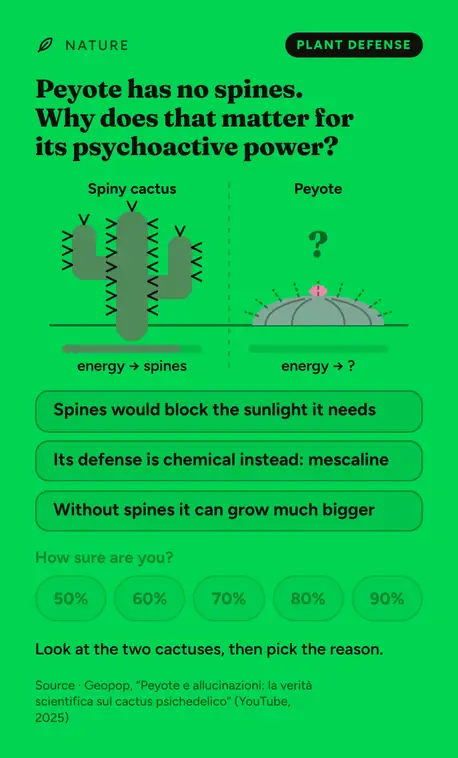 NATURE
PLANT DEFENSE
Peyote has no spines.
Why does that matter for
its psychoactive power?
Spiny cactus
Peyote
?
energy → spines
energy → ?
Spines would block the sunlight it needs
Its defense is chemical instead: mescaline
Without spines it can grow much bigger
How sure are you?
50%
60%
70%
80%
90%
Look at the two cactuses, then pick the reason.
Source · Geopop, “Peyote e allucinazioni: la verità
scientifica sul cactus psichedelico” (YouTube,
2025)